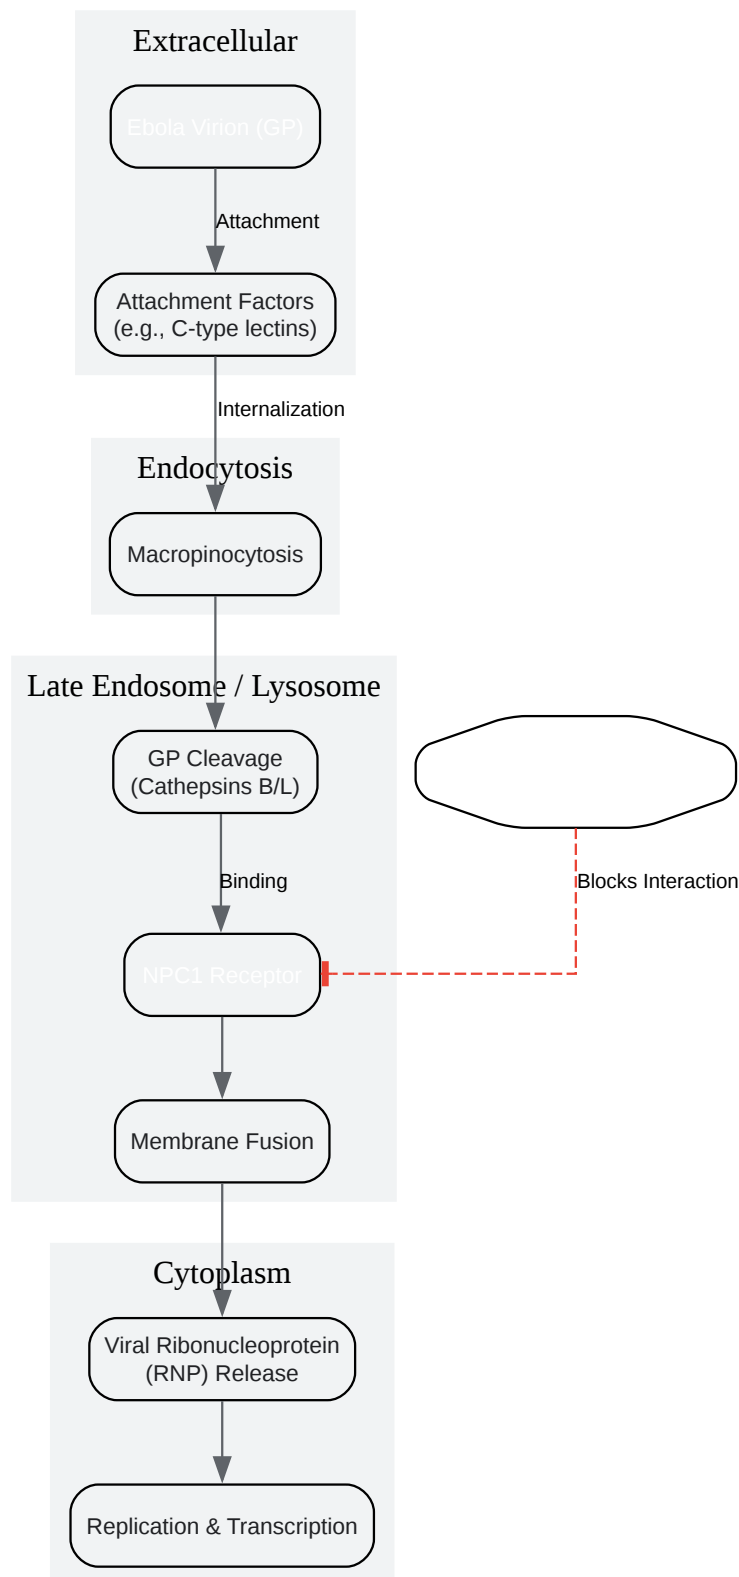 Extracellular
Ebola Virion (GP)
Attachment
Attachment Factors
(e.g., C-type lectins)
Internalization
Endocytosis
Macropinocytosis
Late Endosome / Lysosome
GP Cleavage
(Cathepsins B/L)
Binding
Blocks Interaction
NPC1 Receptor
Membrane Fusion
Cytoplasm
Viral Ribonucleoprotein
(RNP) Release
Replication & Transcription